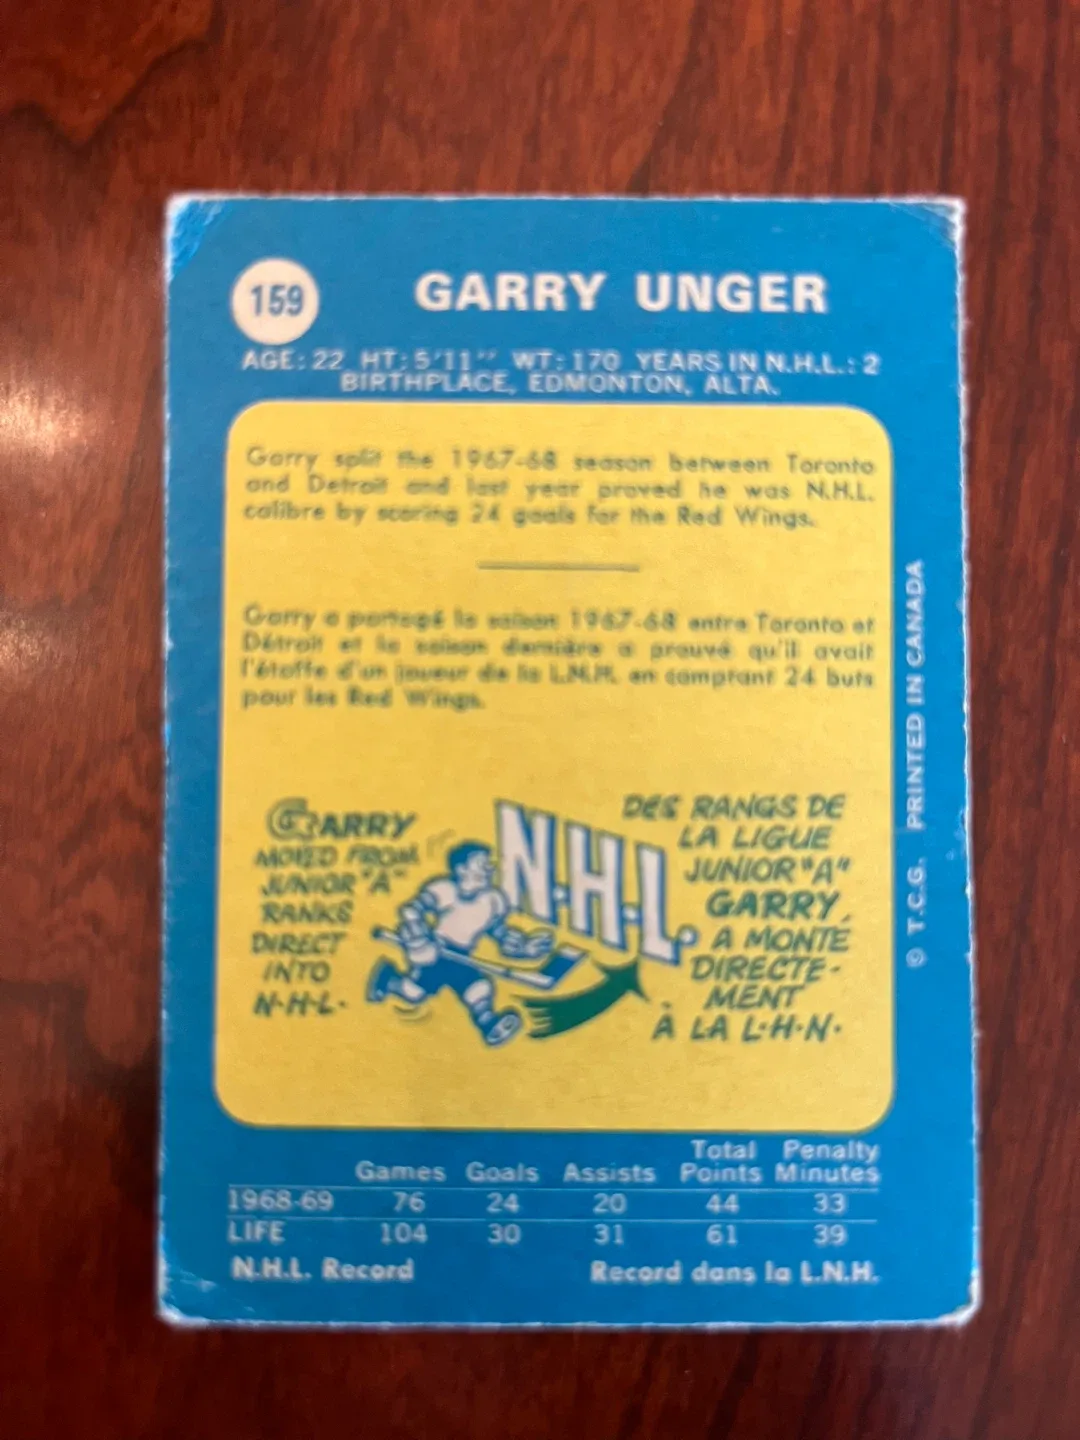 159
GARRY UNGER
AGE: 22 HT: 5'11" WT: 170 YEARS IN N.H.L.: 2
BIRTHPLACE, EDMONTON, ALTA.
Garry split the 1967-68 season between Toronto
and Detroit and last year proved he was N.H.L.
calibre by scoring 24 goals for the Red Wings.
Garry a partagé la saison 1967-68 entre Toronto et
Détroit et la saison dernière a prouvé qu'il avait
l'étoffe d'un joueur de la L.N.H. en comptant 24 buts
pour les Red Wings.
GARRY
MOVED FROM
JUNIOR "A"
RANKS
DIRECT
INTO
N·H·L·
N·H·L·
DES RANGS DE
LA LIGUE
JUNIOR "A"
GARRY,
A MONTÉ
DIRECTE-
MENT
À LA L·H·N·
© T.C.G. PRINTED IN CANADA
Total Penalty
Games Goals Assists Points Minutes
1968-69 76 24 20 44 33
LIFE 104 30 31 61 39
N.H.L. Record Record dans la L.N.H.